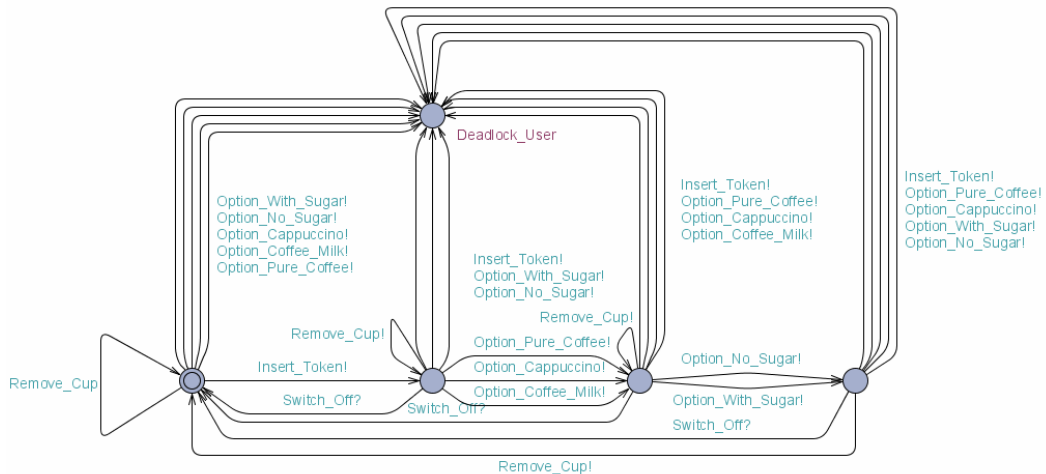 Deadlock_User
Option_With_Sugar!
Option_No_Sugar!
Option_Cappuccino!
Option_Coffee_Milk!
Option_Pure_Coffee!
Insert_Token!
Option_With_Sugar!
Option_No_Sugar!
Insert_Token!
Option_Pure_Coffee!
Option_Cappuccino!
Option_Coffee_Milk!
Insert_Token!
Option_Pure_Coffee!
Option_Cappuccino!
Option_With_Sugar!
Option_No_Sugar!
Remove_Cup
Insert_Token!
Switch_Off?
Remove_Cup!
Option_Pure_Coffee!
Option_Cappuccino!
Option_Coffee_Milk!
Switch_Off?
Remove_Cup!
Option_No_Sugar!
Option_With_Sugar!
Switch_Off?
Remove_Cup!